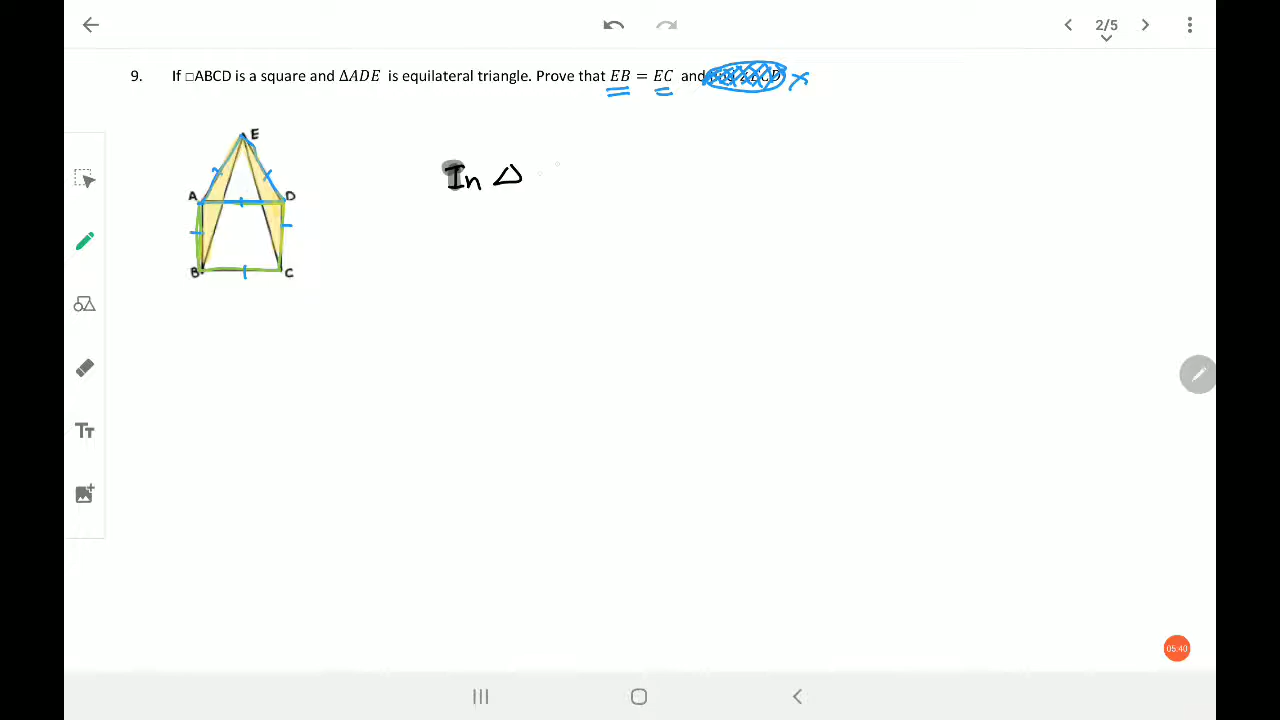 2/5
9. If □ABCD is a square and ΔADE is equilateral triangle. Prove that EB = EC and
E
In Δ
A D
B C
Tт
05:40